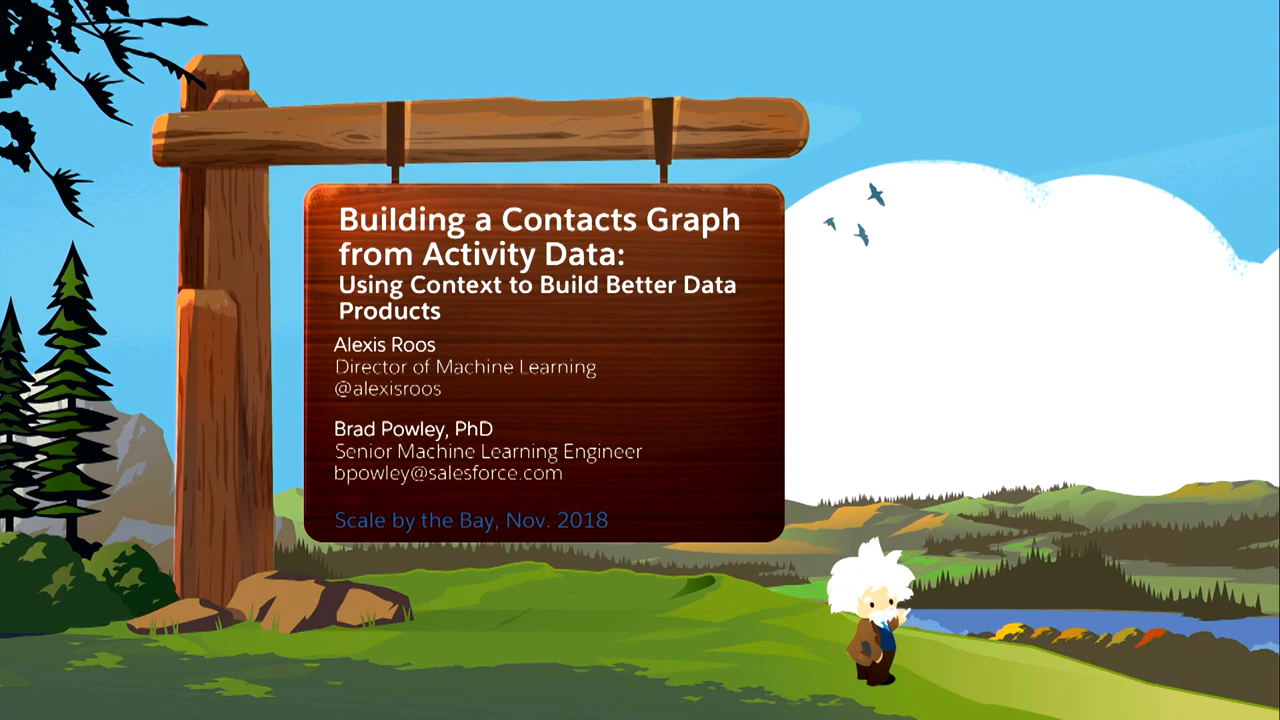 Building a Contacts Graph
from Activity Data:
Using Context to Build Better Data
Products
Alexis Roos
Director of Machine Learning
@alexisroos
Brad Powley, PhD
Senior Machine Learning Engineer
bpowley@salesforce.com
Scale by the Bay, Nov. 2018